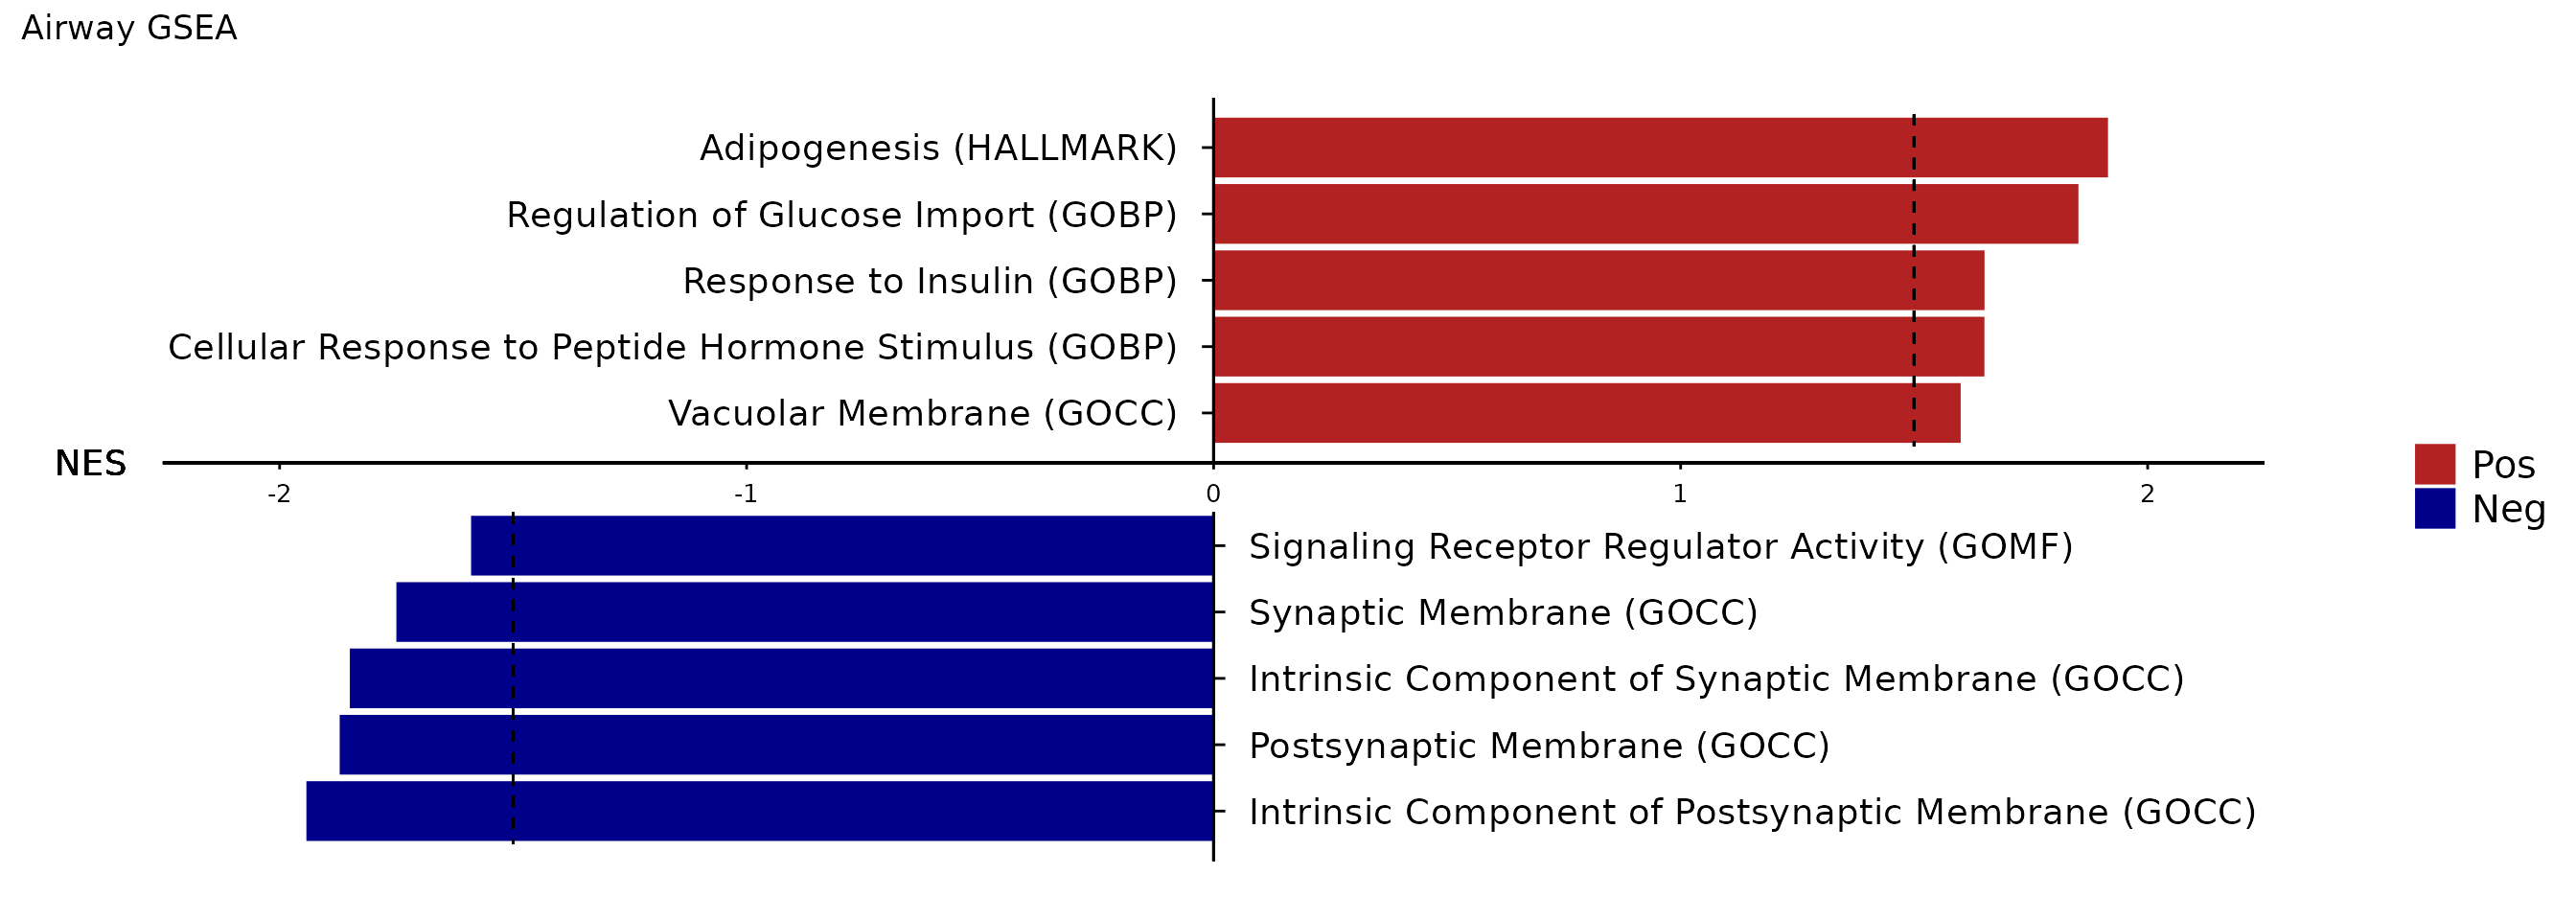 Airway GSEA
Adipogenesis (HALLMARK)
Regulation of Glucose Import (GOBP)
Response to Insulin (GOBP)
Cellular Response to Peptide Hormone Stimulus (GOBP)
Vacuolar Membrane (GOCC)
NES
-2 -1 0 1 2
Pos
Neg
Signaling Receptor Regulator Activity (GOMF)
Synaptic Membrane (GOCC)
Intrinsic Component of Synaptic Membrane (GOCC)
Postsynaptic Membrane (GOCC)
Intrinsic Component of Postsynaptic Membrane (GOCC)